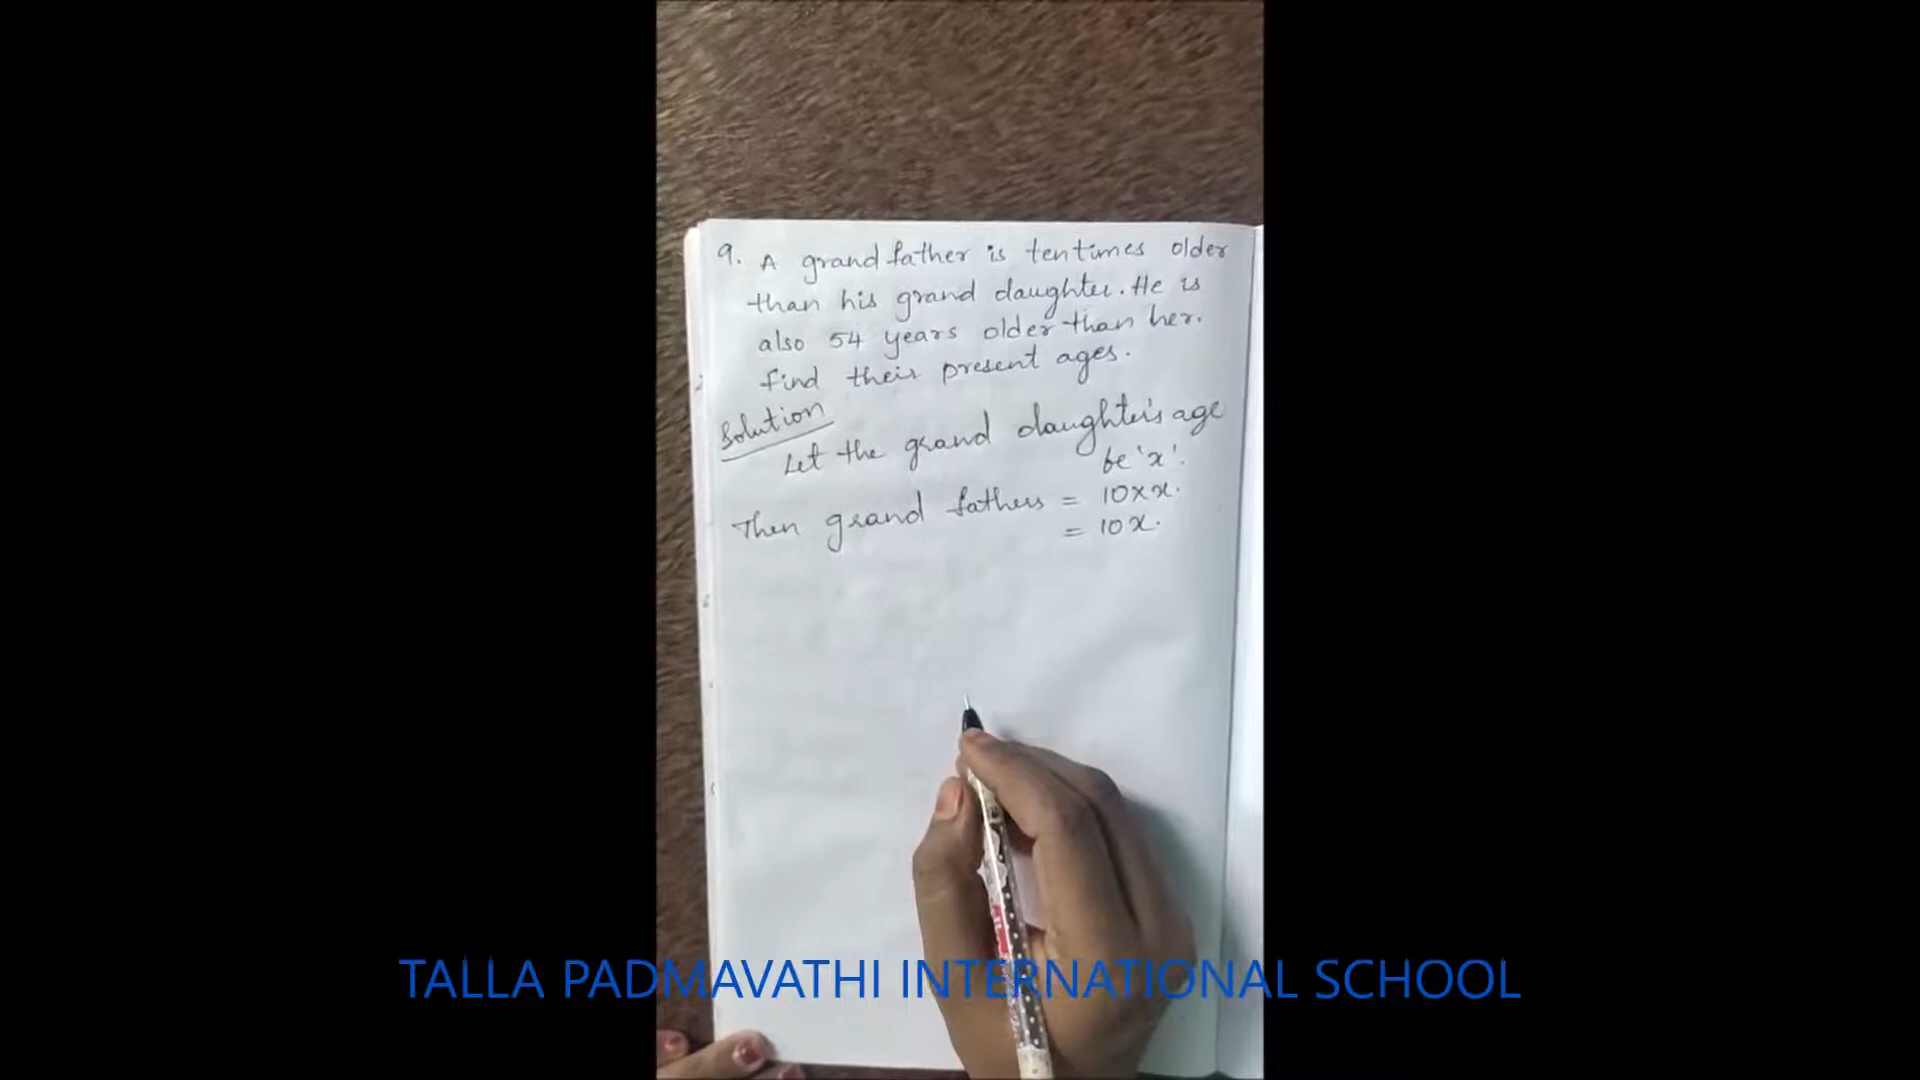 9. A grand father is ten times older
than his grand daughter. He is
also 54 years older than her.
find their present ages.
Solution
Let the grand daughter's age
be 'x'.
Then grand fathers = 10xx.
= 10x.
TALLA PADMAVATHI INTERNATIONAL SCHOOL